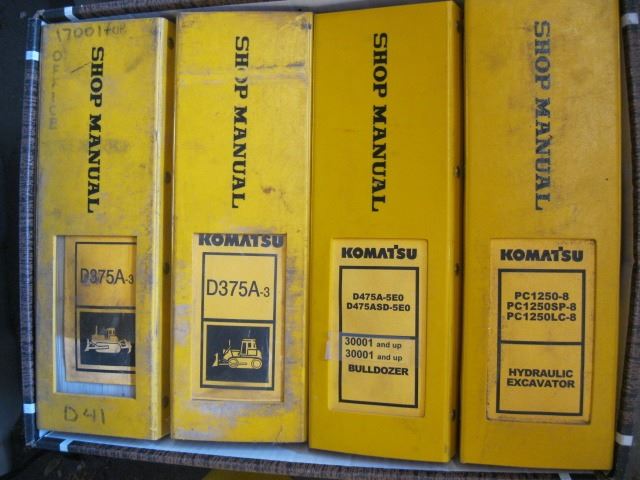 17001 TOR
OFFICE
SHOP MANUAL
D375A-3
D41
SHOP MANUAL
KOMATSU
D375A-3
SHOP MANUAL
KOMATSU
D475A-5E0
D475ASD-5E0
30001 and up
30001 and up
BULLDOZER
SHOP MANUAL
KOMATSU
PC1250-8
PC1250SP-8
PC1250LC-8
HYDRAULIC
EXCAVATOR